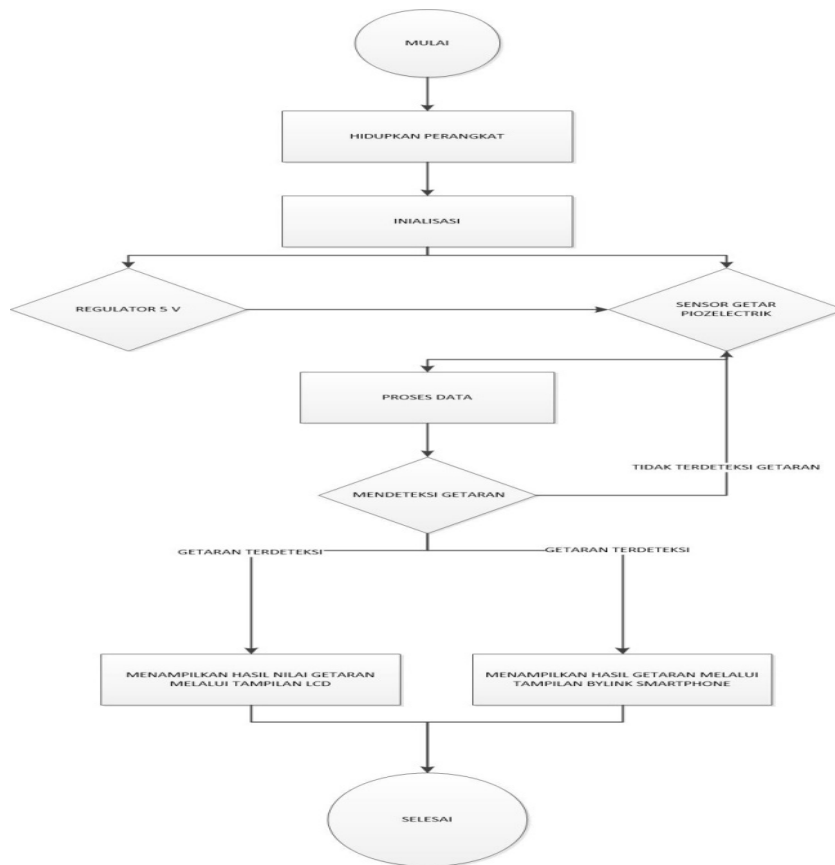 MULAI
HIDUPKAN PERANGKAT
INIALISASI
REGULATOR 5 V
SENSOR GETAR
PIOZELECTRIK
PROSES DATA
TIDAK TERDETEKSI GETARAN
MENDETEKSI GETARAN
GETARAN TERDETEKSI
GETARAN TERDETEKSI
MENAMPILKAN HASIL NILAI GETARAN
MELALUI TAMPILAN LCD
MENAMPILKAN HASIL GETARAN MELALUI
TAMPILAN BYLINK SMARTPHONE
SELESAI